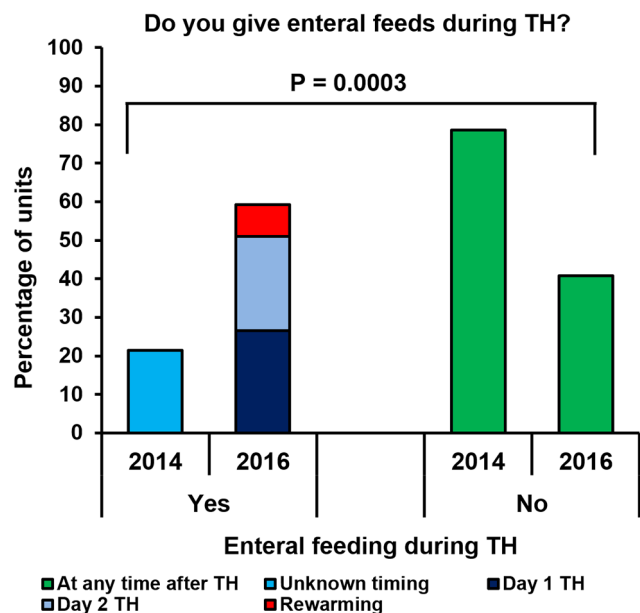 Do you give enteral feeds during TH?
P = 0.0003
100
90
80
70
60
50
40
30
20
10
0
Percentage of units
2014 2016 2014 2016
Yes No
Enteral feeding during TH
At any time after TH Unknown timing Day 1 TH
Day 2 TH Rewarming